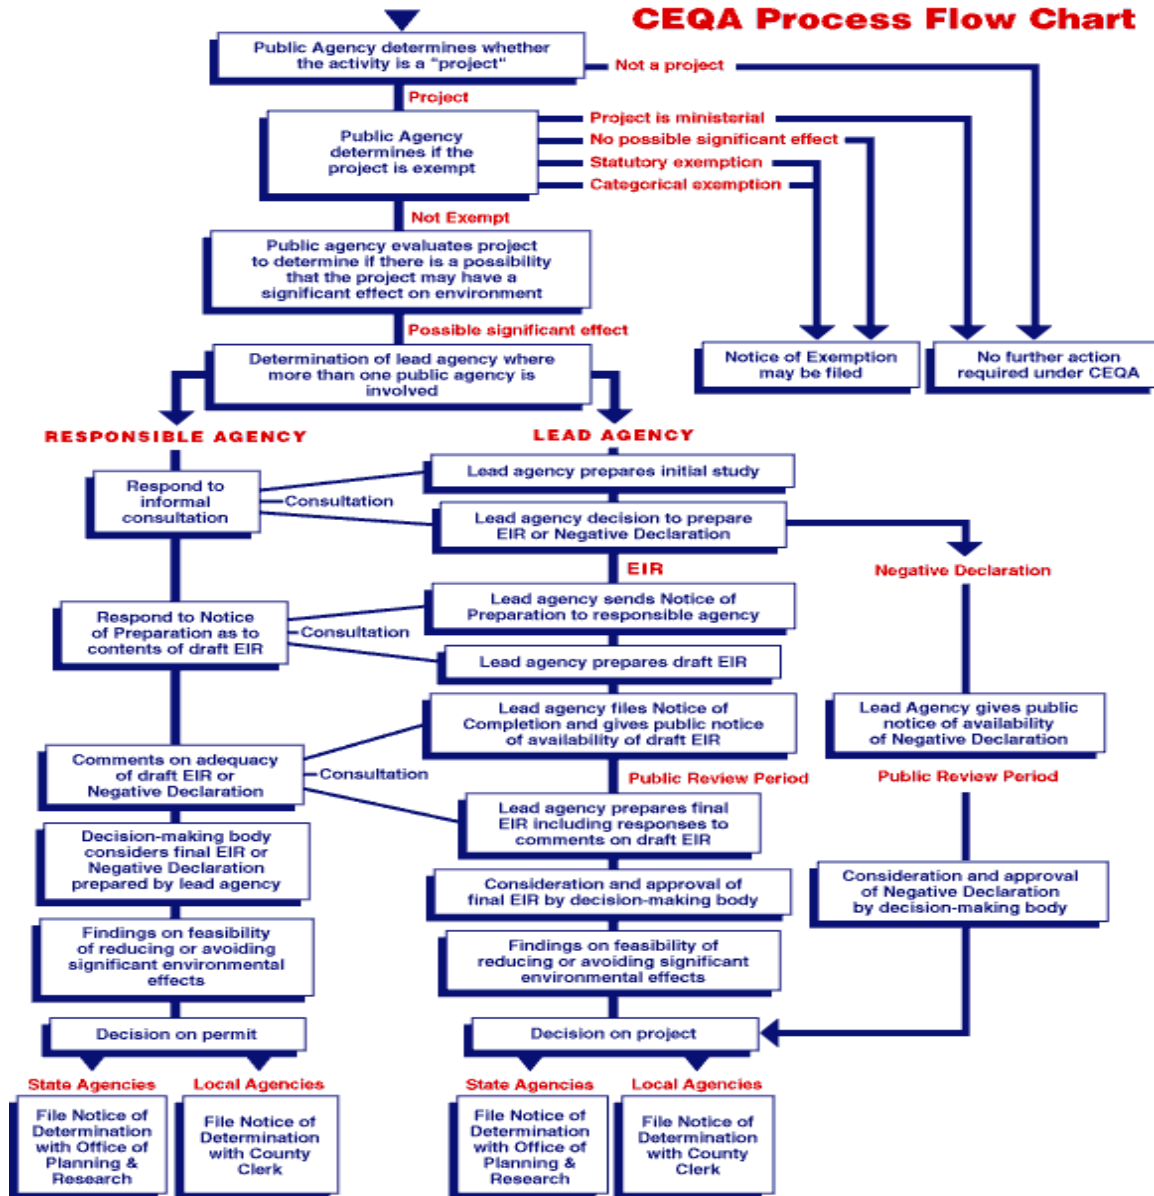 CEQA Process Flow Chart
Public Agency determines whether
the activity is a "project"
Not a project
Project
Public Agency
determines if the
project is exempt
Project is ministerial
No possible significant effect
Statutory exemption
Categorical exemption
Not Exempt
Public agency evaluates project
to determine if there is a possibility
that the project may have a
significant effect on environment
Possible significant effect
Notice of Exemption
may be filed
No further action
required under CEQA
Determination of lead agency where
more than one public agency is
involved
RESPONSIBLE AGENCY
LEAD AGENCY
Respond to
informal
consultation
Consultation
Lead agency prepares initial study
Lead agency decision to prepare
EIR or Negative Declaration
EIR
Negative Declaration
Respond to Notice
of Preparation as to
contents of draft EIR
Consultation
Lead agency sends Notice of
Preparation to responsible agency
Lead agency prepares draft EIR
Lead agency files Notice of
Completion and gives public notice
of availability of draft EIR
Lead Agency gives public
notice of availability
of Negative Declaration
Comments on adequacy
of draft EIR or
Negative Declaration
Consultation
Public Review Period
Public Review Period
Lead agency prepares final
EIR including responses to
comments on draft EIR
Decision-making body
considers final EIR or
Negative Declaration
prepared by lead agency
Consideration and approval of
final EIR by decision-making body
Consideration and approval
of Negative Declaration
by decision-making body
Findings on feasibility
of reducing or avoiding
significant environmental
effects
Findings on feasibility of
reducing or avoiding significant
environmental effects
Decision on permit
Decision on project
State Agencies
Local Agencies
State Agencies
Local Agencies
File Notice of
Determination
with Office of
Planning &
Research
File Notice of
Determination
with County
Clerk
File Notice of
Determination
with Office of
Planning &
Research
File Notice of
Determination
with County
Clerk